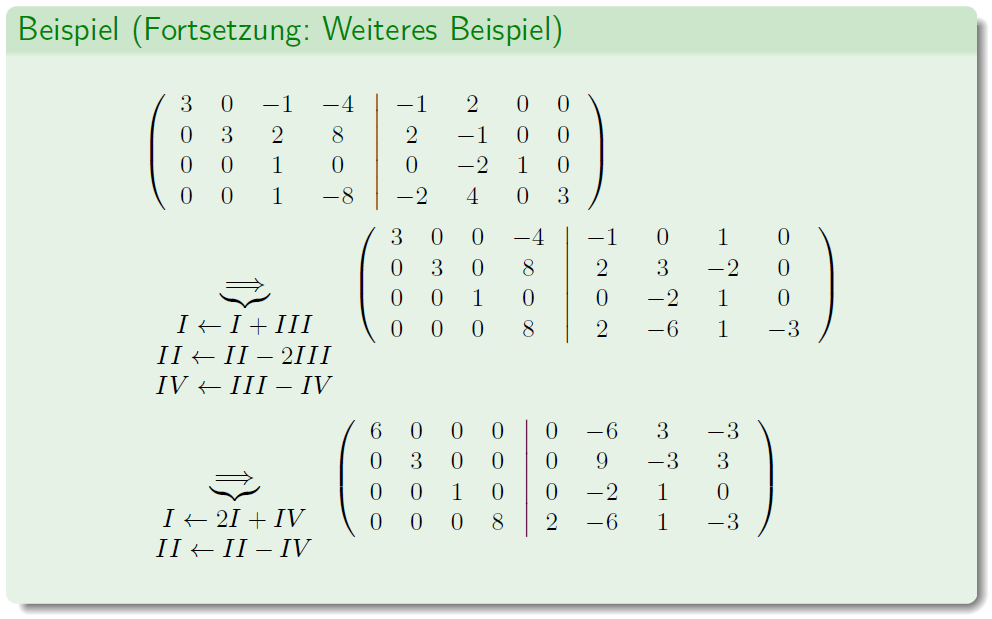 Beispiel (Fortsetzung: Weiteres Beispiel)
3 0 −1 −4 | −1 2 0 0
0 3 2 8 | 2 −1 0 0
0 0 1 0 | 0 −2 1 0
0 0 1 −8 | −2 4 0 3
3 0 0 −4 | −1 0 1 0
0 3 0 8 | 2 3 −2 0
0 0 1 0 | 0 −2 1 0
0 0 0 8 | 2 −6 1 −3
⟹
I ← I + III
II ← II − 2III
IV ← III − IV
6 0 0 0 | 0 −6 3 −3
0 3 0 0 | 0 9 −3 3
0 0 1 0 | 0 −2 1 0
0 0 0 8 | 2 −6 1 −3
⟹
I ← 2I + IV
II ← II − IV